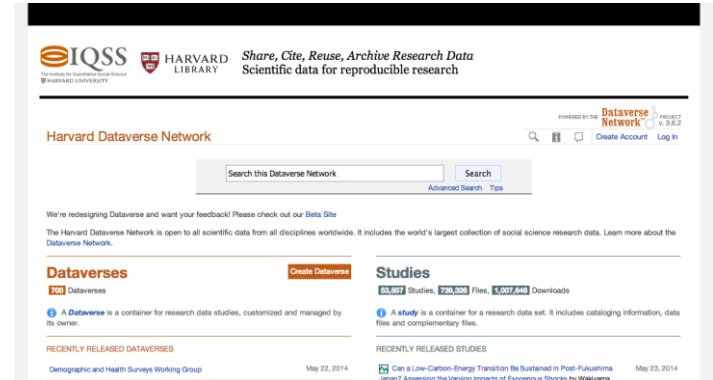 IQSS
The Institute for Quantitative Social Science
HARVARD UNIVERSITY
HARVARD
LIBRARY
Share, Cite, Reuse, Archive Research Data
Scientific data for reproducible research
POWERED BY THE Dataverse Network PROJECT
v. 3.6.2
Harvard Dataverse Network
Create Account Log In
Search this Dataverse Network Search
Advanced Search Tips
We're redesigning Dataverse and want your feedback! Please check out our Beta Site
The Harvard Dataverse Network is open to all scientific data from all disciplines worldwide. It includes the world's largest collection of social science research data. Learn more about the
Dataverse Network.
Dataverses
Create Dataverse
700 Dataverses
A Dataverse is a container for research data studies, customized and managed by
its owner.
RECENTLY RELEASED DATAVERSES
Demographic and Health Surveys Working Group May 22, 2014
Studies
53,857 Studies, 739,328 Files, 1,007,646 Downloads
A study is a container for a research data set. It includes cataloging information, data
files and complementary files.
RECENTLY RELEASED STUDIES
Can a Low-Carbon-Energy Transition Be Sustained in Post-Fukushima May 23, 2014
Japan? Assessing the Varying Impacts of Exogenous Shocks by Wakiyama